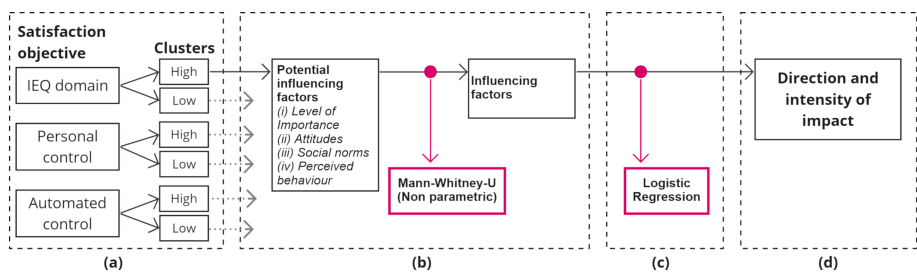 Satisfaction
objective
Clusters
IEQ domain
High
Low
Personal
control
High
Low
Automated
control
High
Low
(a)
Potential
influencing
factors
(i) Level of
Importance
(ii) Attitudes
(iii) Social norms
(iv) Perceived
behaviour
Mann-Whitney-U
(Non parametric)
Influencing
factors
(b)
Logistic
Regression
(c)
Direction and
intensity of
impact
(d)